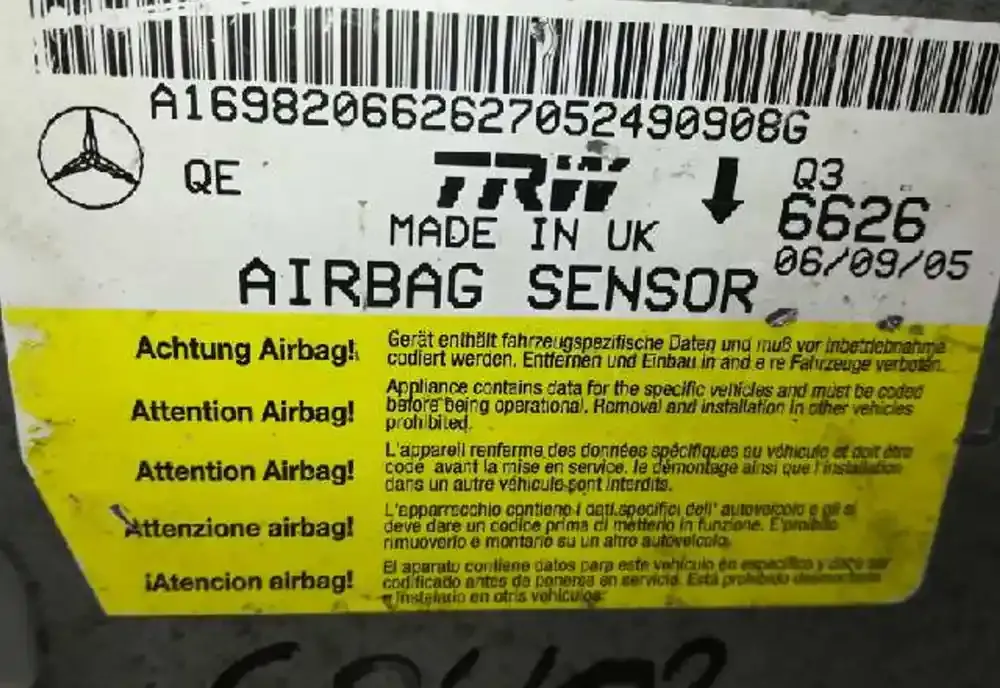 A169820662627052490908G
QE
TRW
Q3
6626
MADE IN UK
06/09/05
AIRBAG SENSOR
Achtung Airbag!
Gerät enthält fahrzeugspezifische Daten und muß vor Inbetriebnahme
codiert werden. Entfernen und Einbau in and e re Fahrzeuge verboten.
Attention Airbag!
Appliance contains data for the specific vehicles and must be coded
before being operational. Removal and installation in other vehicles
prohibited.
Attention Airbag!
L'appareil renferme des données spécifiques au véhicule et doit être
codé avant la mise en service. le démontage ainsi que l'installation
dans un autre véhicule sont interdits.
Attenzione airbag!
L'apparecchio contiene i dati specifici dell' autoveicolo e gli si
deve dare un codice prima di metterlo in funzione. E'proibito
rimuoverlo e montarlo su un altro autoveicolo.
¡Atencion airbag!
El aparato contiene datos para este vehículo en específico y debe ser
codificado antes de ponerse en servicio. Está prohibido desmontarlo
e instalarlo en otros vehículos.